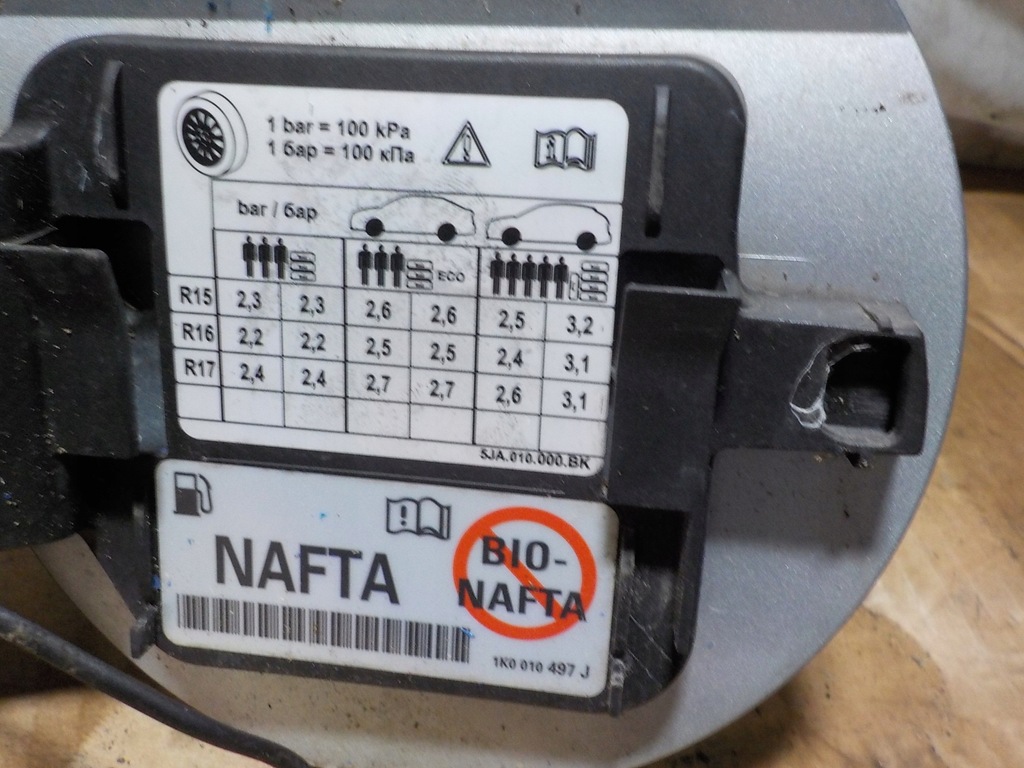 1 bar = 100 kPa
1 бар = 100 кПа
bar / бар
ECO
R15 2,3 2,3 2,6 2,6 2,5 3,2
R16 2,2 2,2 2,5 2,5 2,4 3,1
R17 2,4 2,4 2,7 2,7 2,6 3,1
5JA.010.000.BK
NAFTA
BIO-
NAFTA
1K0 010 497 J